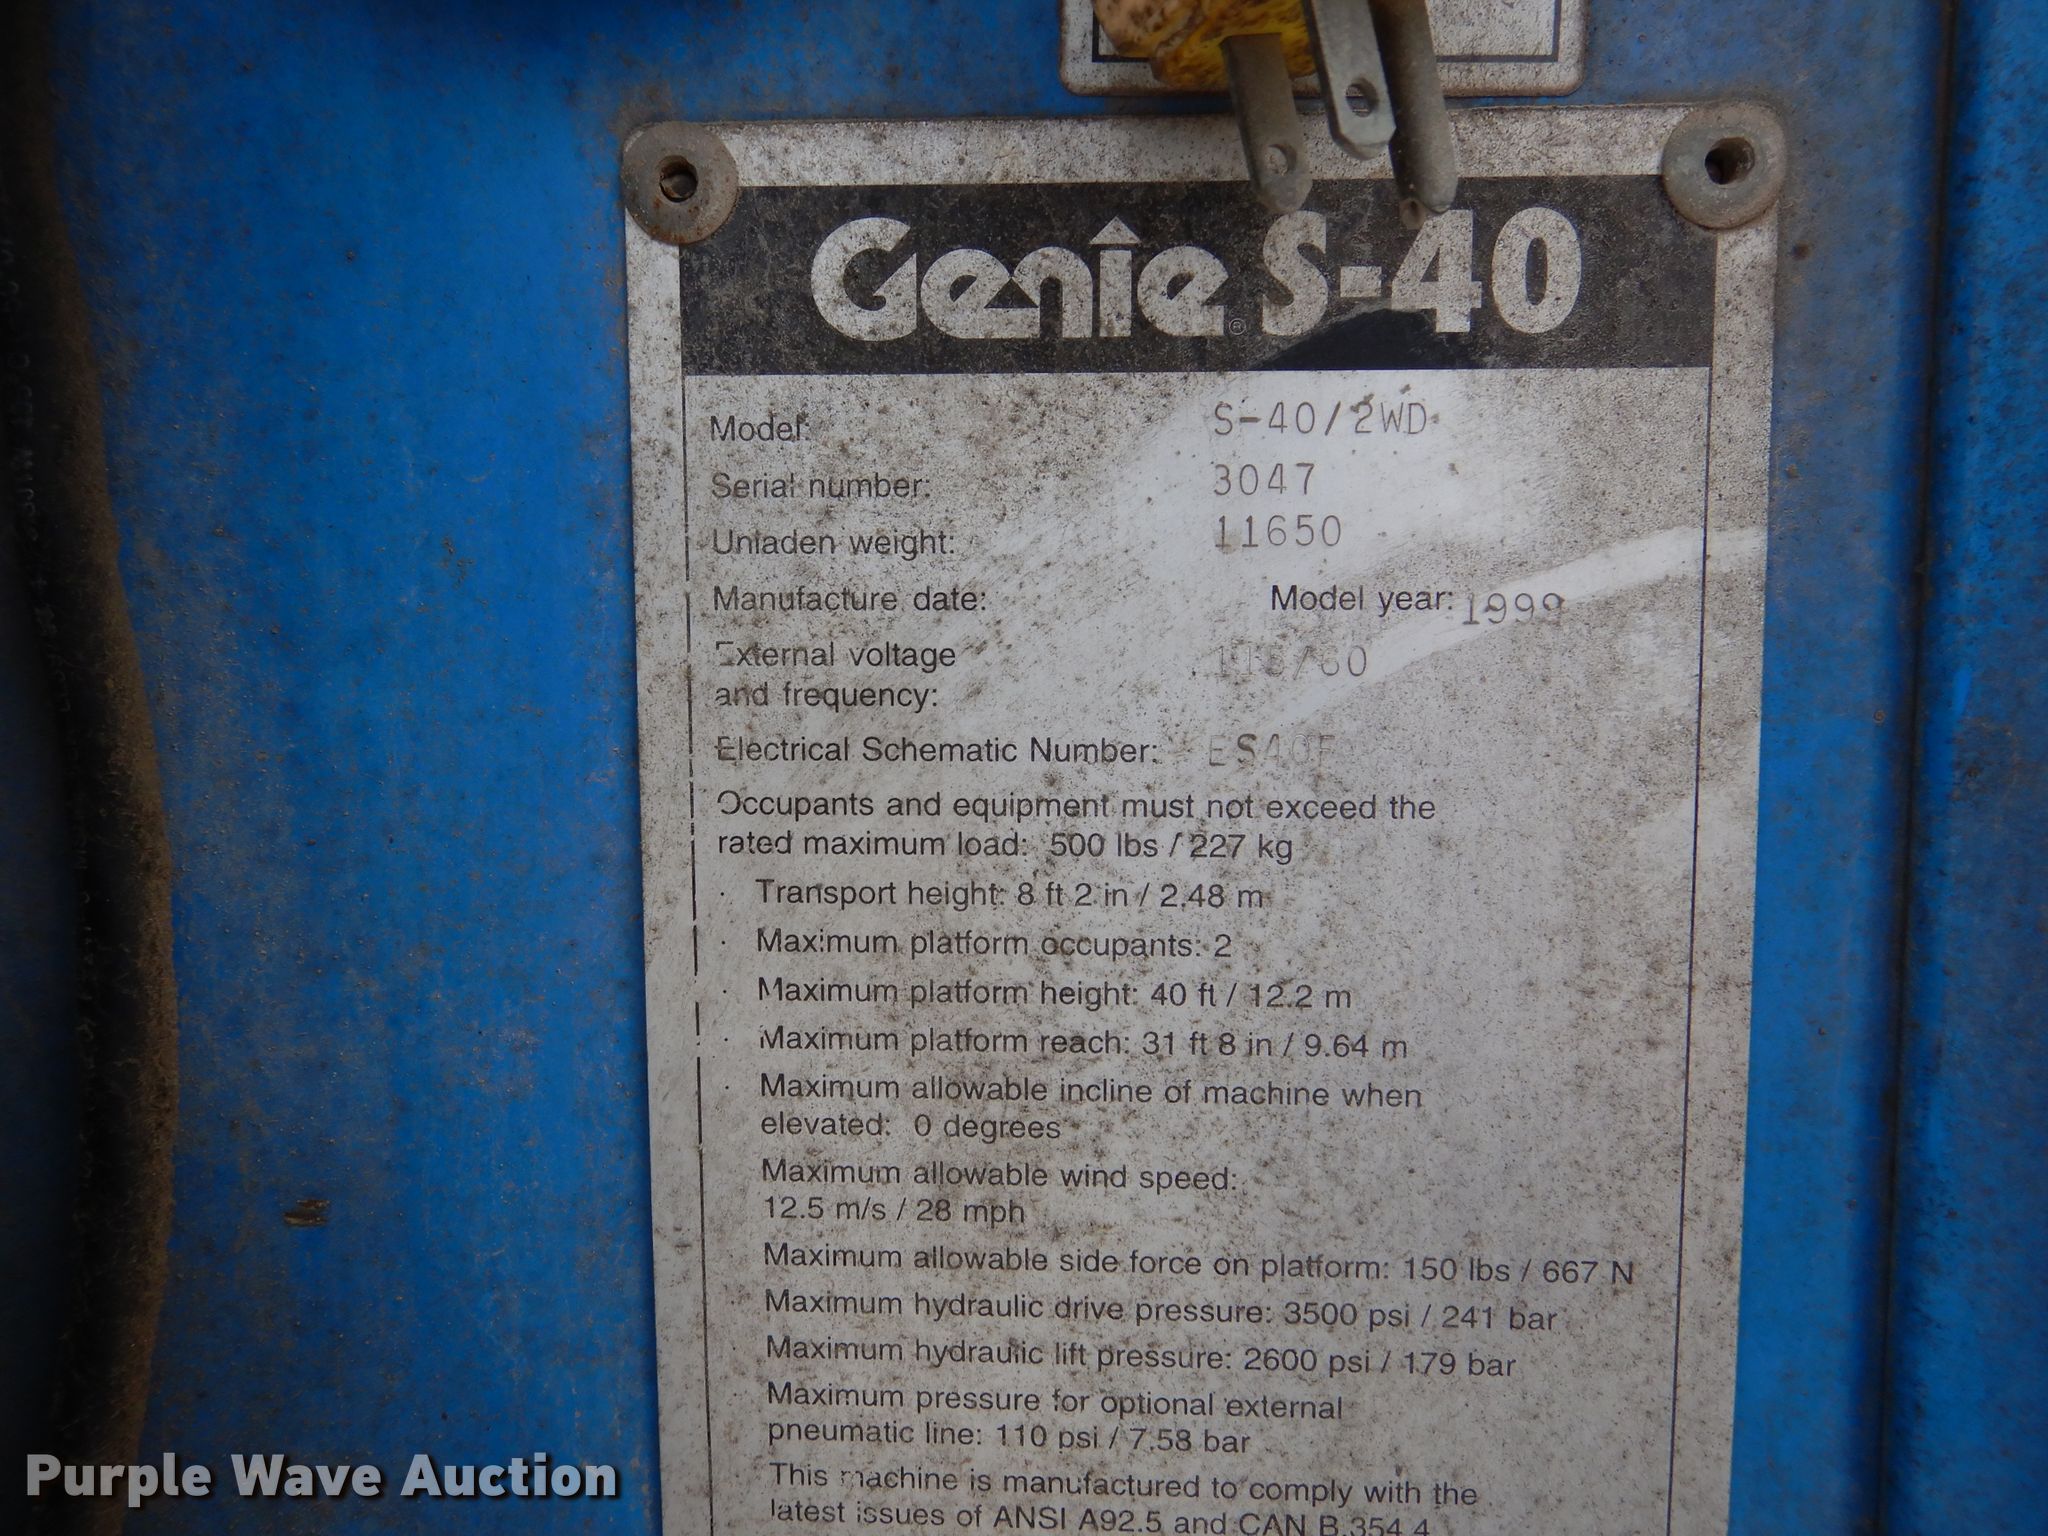 Genie® S-40
Model: S-40/2WD
Serial number: 3047
Unladen weight: 11650
Manufacture date: Model year: 1999
External voltage 115/60
and frequency:
Electrical Schematic Number: ES40F
Occupants and equipment must not exceed the
rated maximum load: 500 lbs / 227 kg
· Transport height: 8 ft 2 in / 2.48 m
· Maximum platform occupants: 2
· Maximum platform height: 40 ft / 12.2 m
· Maximum platform reach: 31 ft 8 in / 9.64 m
· Maximum allowable incline of machine when
elevated: 0 degrees
Maximum allowable wind speed:
12.5 m/s / 28 mph
Maximum allowable side force on platform: 150 lbs / 667 N
Maximum hydraulic drive pressure: 3500 psi / 241 bar
Maximum hydraulic lift pressure: 2600 psi / 179 bar
Maximum pressure for optional external
pneumatic line: 110 psi / 7.58 bar
This machine is manufactured to comply with the
latest issues of ANSI A92.5 and CAN B.354.4
Purple Wave Auction